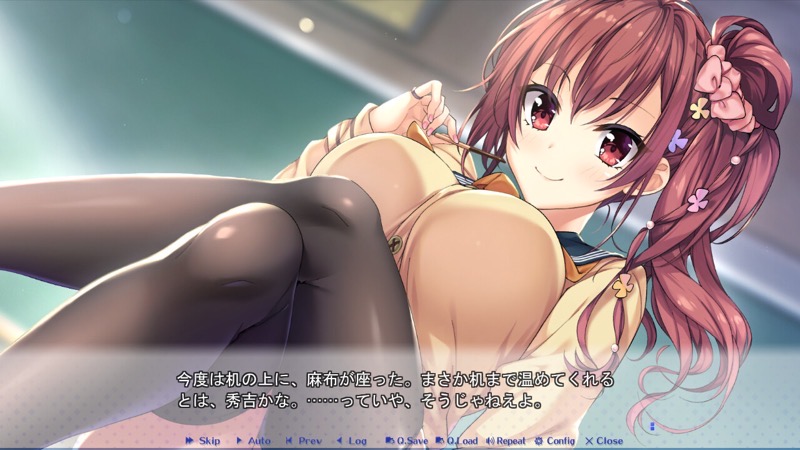 今度は机の上に、麻布が座った。まさか机まで温めてくれる
とは、秀吉かな。……っていや、そうじゃねえよ。
Skip Auto Prev Log Q.Save Q.Load Repeat Config Close